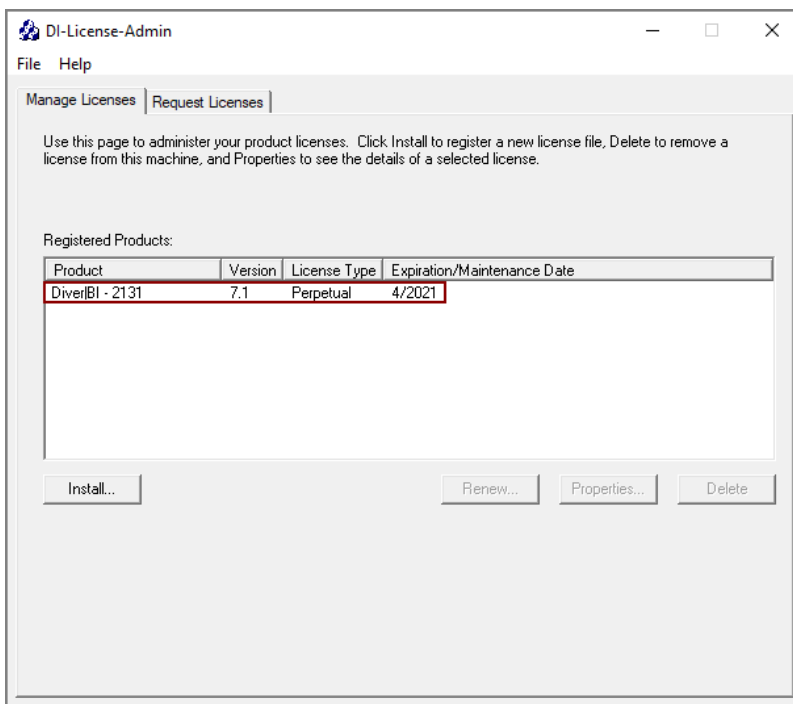 DI-License-Admin
File Help
Manage Licenses Request Licenses
Use this page to administer your product licenses. Click Install to register a new license file, Delete to remove a
license from this machine, and Properties to see the details of a selected license.
Registered Products:
Product Version License Type Expiration/Maintenance Date
Diver|BI - 2131 7.1 Perpetual 4/2021
Install... Renew... Properties... Delete